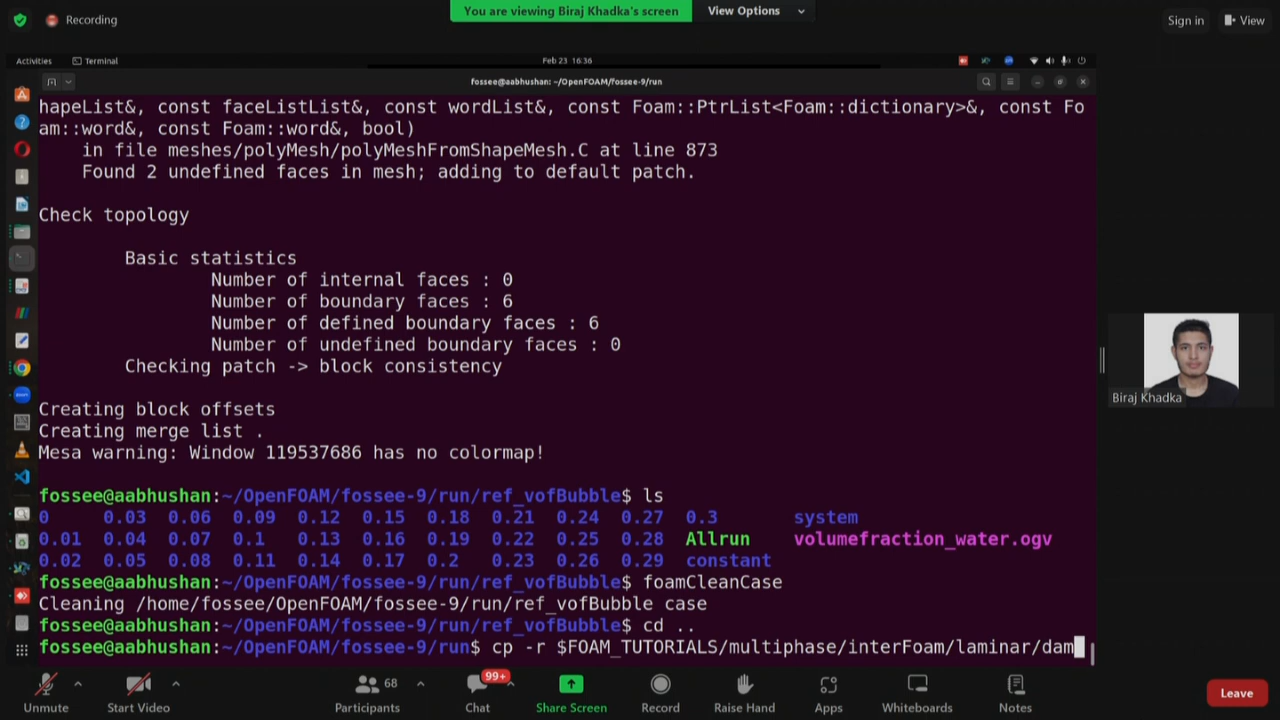 Recording
You are viewing Biraj Khadka's screen
View Options
Sign in
View
Activities
Terminal
Feb 23 16:36
fossee@aabhushan: ~/OpenFOAM/fossee-9/run
hapeList&, const faceListList&, const wordList&, const Foam::PtrList<Foam::dictionary>&, const Fo
am::word&, const Foam::word&, bool)
in file meshes/polyMesh/polyMeshFromShapeMesh.C at line 873
Found 2 undefined faces in mesh; adding to default patch.
Check topology
Basic statistics
Number of internal faces : 0
Number of boundary faces : 6
Number of defined boundary faces : 6
Number of undefined boundary faces : 0
Checking patch -> block consistency
Creating block offsets
Creating merge list .
Mesa warning: Window 119537686 has no colormap!
fossee@aabhushan:~/OpenFOAM/fossee-9/run/ref_vofBubble$ ls
0 0.03 0.06 0.09 0.12 0.15 0.18 0.21 0.24 0.27 0.3 system
0.01 0.04 0.07 0.1 0.13 0.16 0.19 0.22 0.25 0.28 Allrun volumefraction_water.ogv
0.02 0.05 0.08 0.11 0.14 0.17 0.2 0.23 0.26 0.29 constant
fossee@aabhushan:~/OpenFOAM/fossee-9/run/ref_vofBubble$ foamCleanCase
Cleaning /home/fossee/OpenFOAM/fossee-9/run/ref_vofBubble case
fossee@aabhushan:~/OpenFOAM/fossee-9/run/ref_vofBubble$ cd ..
fossee@aabhushan:~/OpenFOAM/fossee-9/run$ cp -r $FOAM_TUTORIALS/multiphase/interFoam/laminar/dam
Biraj Khadka
99+
68
Unmute
Start Video
Participants
Chat
Share Screen
Record
Raise Hand
Apps
Whiteboards
Notes
Leave